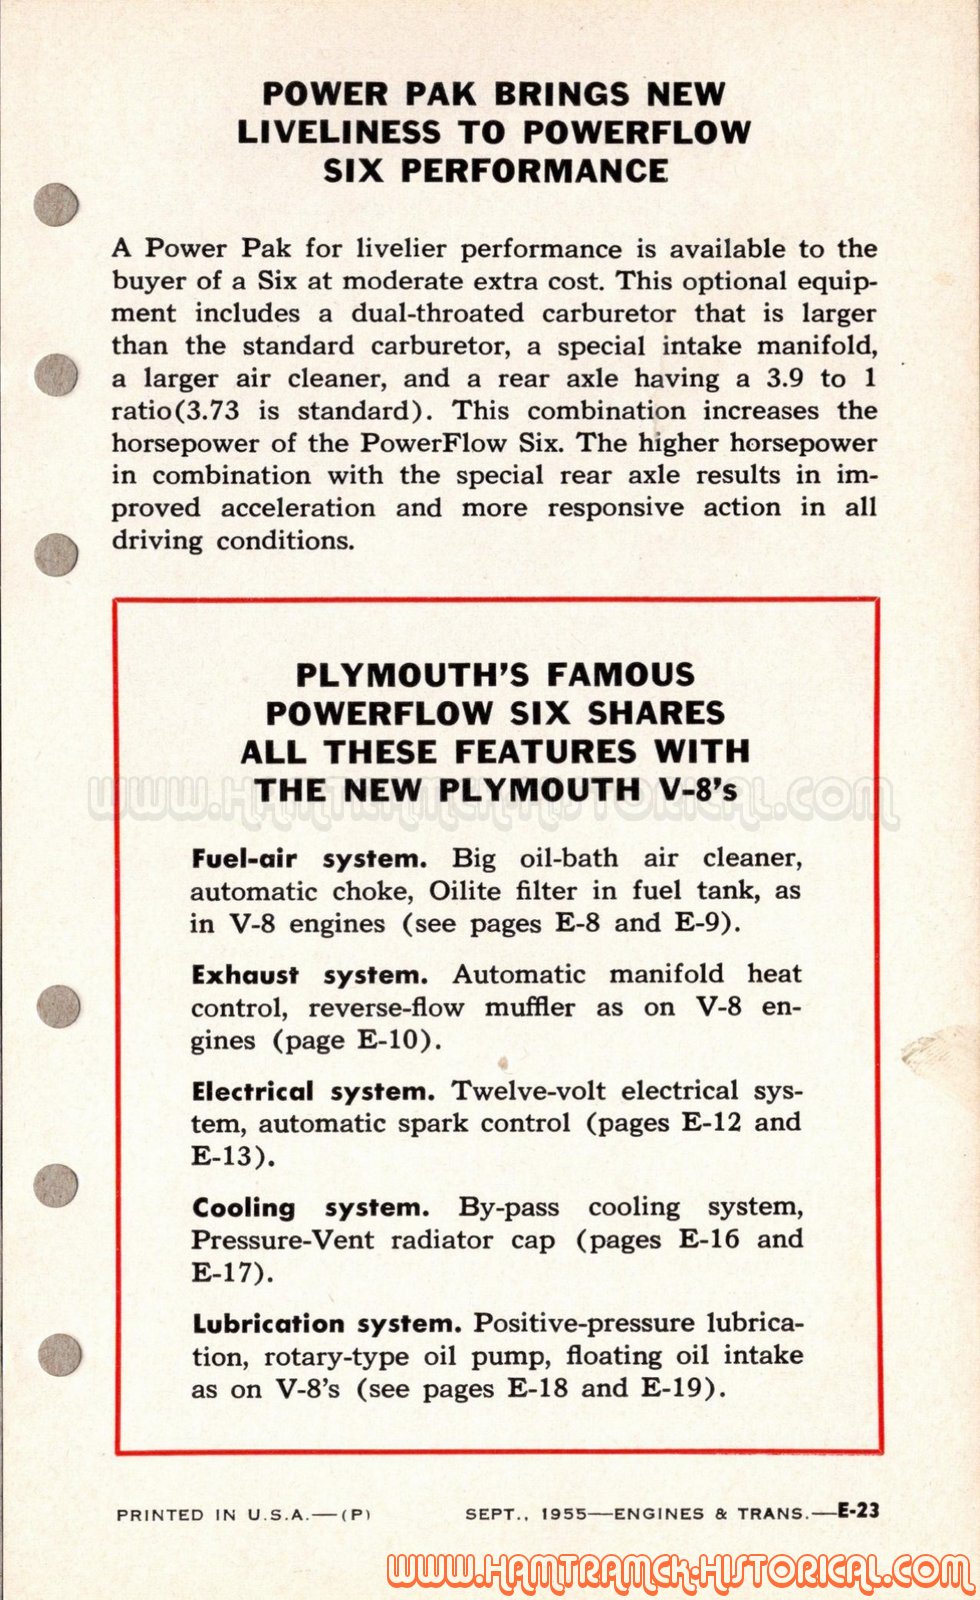 POWER PAK BRINGS NEW
LIVELINESS TO POWERFLOW
SIX PERFORMANCE
A Power Pak for livelier performance is available to the
buyer of a Six at moderate extra cost. This optional equip-
ment includes a dual-throated carburetor that is larger
than the standard carburetor, a special intake manifold,
a larger air cleaner, and a rear axle having a 3.9 to 1
ratio(3.73 is standard). This combination increases the
horsepower of the PowerFlow Six. The higher horsepower
in combination with the special rear axle results in im-
proved acceleration and more responsive action in all
driving conditions.
PLYMOUTH'S FAMOUS
POWERFLOW SIX SHARES
ALL THESE FEATURES WITH
THE NEW PLYMOUTH V-8's
www.HAMTRAMCK-HISTORICAL.COM
Fuel-air system. Big oil-bath air cleaner,
automatic choke, Oilite filter in fuel tank, as
in V-8 engines (see pages E-8 and E-9).
Exhaust system. Automatic manifold heat
control, reverse-flow muffler as on V-8 en-
gines (page E-10).
Electrical system. Twelve-volt electrical sys-
tem, automatic spark control (pages E-12 and
E-13).
Cooling system. By-pass cooling system,
Pressure-Vent radiator cap (pages E-16 and
E-17).
Lubrication system. Positive-pressure lubrica-
tion, rotary-type oil pump, floating oil intake
as on V-8's (see pages E-18 and E-19).
PRINTED IN U.S.A.—(P) SEPT., 1955—ENGINES & TRANS.—E-23
www.HAMTRAMCK-HISTORICAL.COM